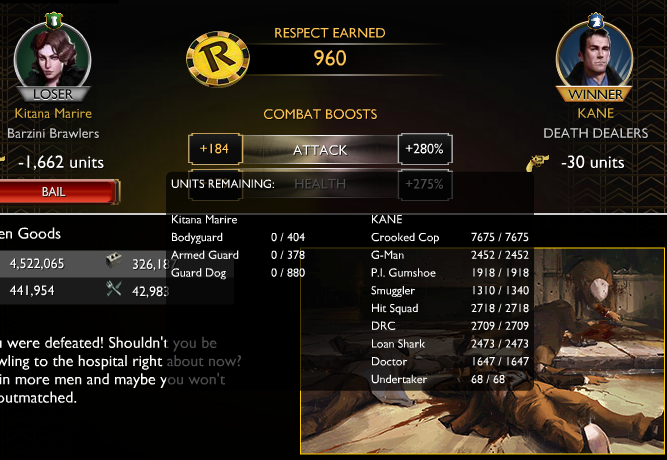 RESPECT EARNED
960
R
LOSER
WINNER
Kitana Marire
KANE
Barzini Brawlers
DEATH DEALERS
COMBAT BOOSTS
-1,662 units
-30 units
+184 ATTACK +280%
HEALTH +275%
BAIL
UNITS REMAINING:
Kitana Marire
Bodyguard 0 / 404
Armed Guard 0 / 378
Guard Dog 0 / 880
KANE
Crooked Cop 7675 / 7675
G-Man 2452 / 2452
P.I. Gumshoe 1918 / 1918
Smuggler 1310 / 1340
Hit Squad 2718 / 2718
DRC 2709 / 2709
Loan Shark 2473 / 2473
Doctor 1647 / 1647
Undertaker 68 / 68
en Goods
4,522,065 326,187
441,954 42,983
u were defeated! Shouldn't you be
wling to the hospital right about now?
in more men and maybe you won't
outmatched.